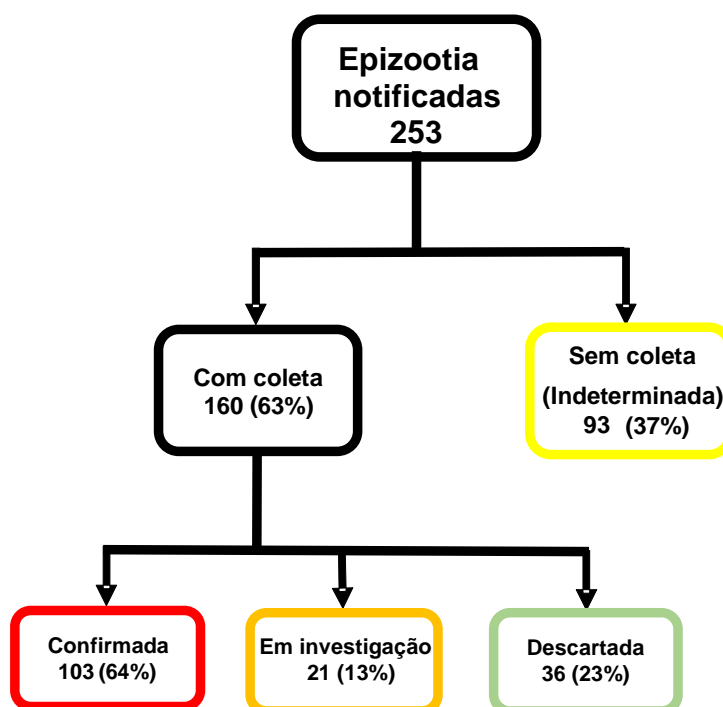 Epizootia
notificadas
253
Com coleta
160 (63%)
Sem coleta
(Indeterminada)
93 (37%)
Confirmada
103 (64%)
Em investigação
21 (13%)
Descartada
36 (23%)